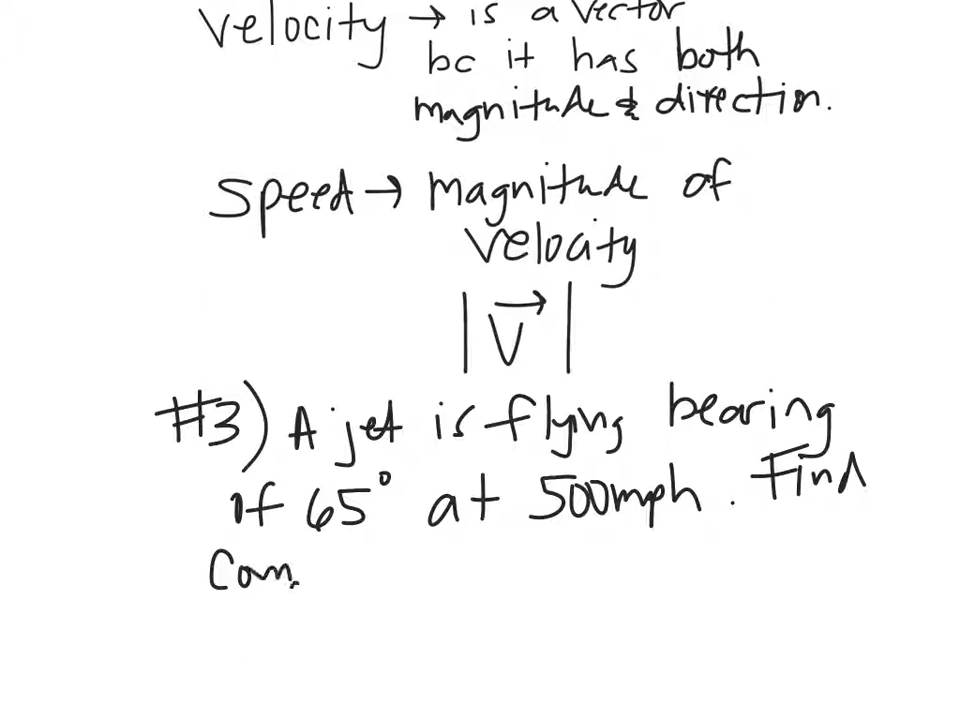 velocity → is a vector
bc it has both
magnitude & direction.
speed → magnitude of
velocity
|V⃗|
#3) A jet is flying bearing
of 65° at 500mph. Find
Com